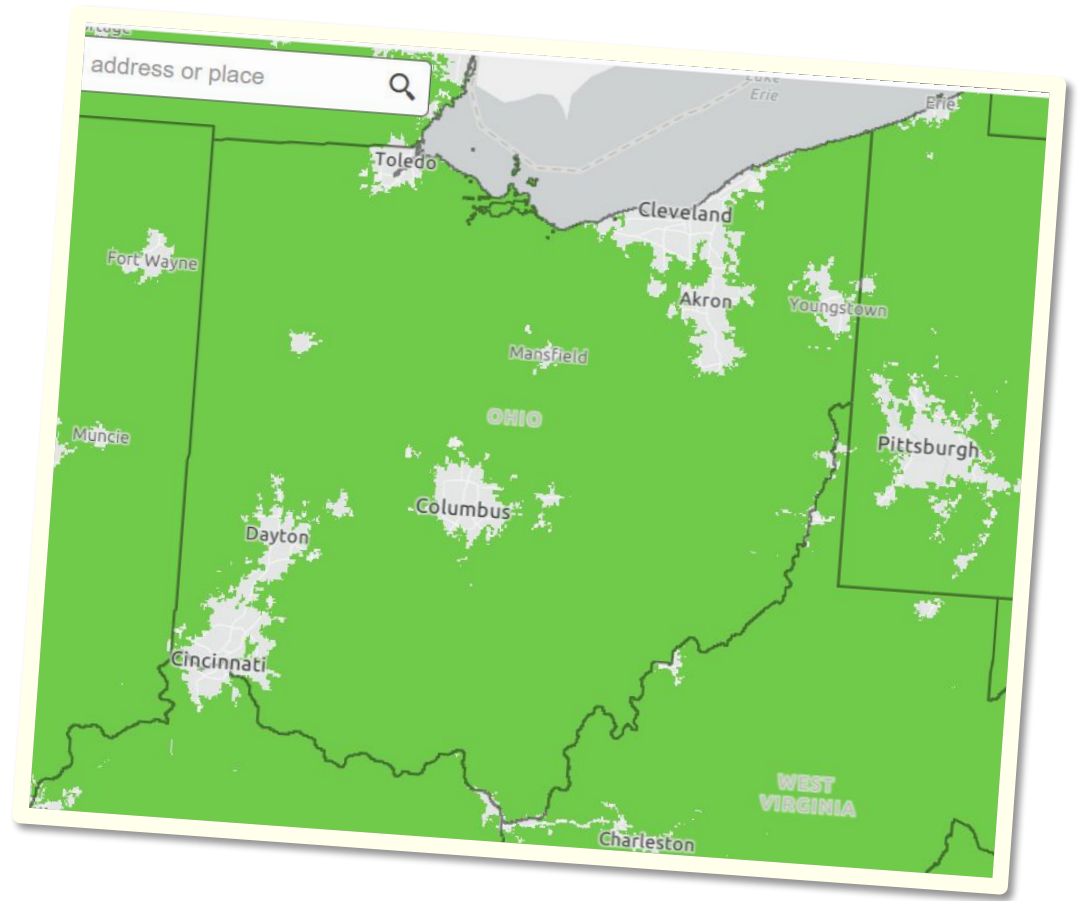 address or place
Lake
Erie
Erie
Toledo
Cleveland
Fort Wayne
Akron
Youngstown
Mansfield
OHIO
Muncie
Pittsburgh
Columbus
Dayton
Cincinnati
WEST
VIRGINIA
Charleston